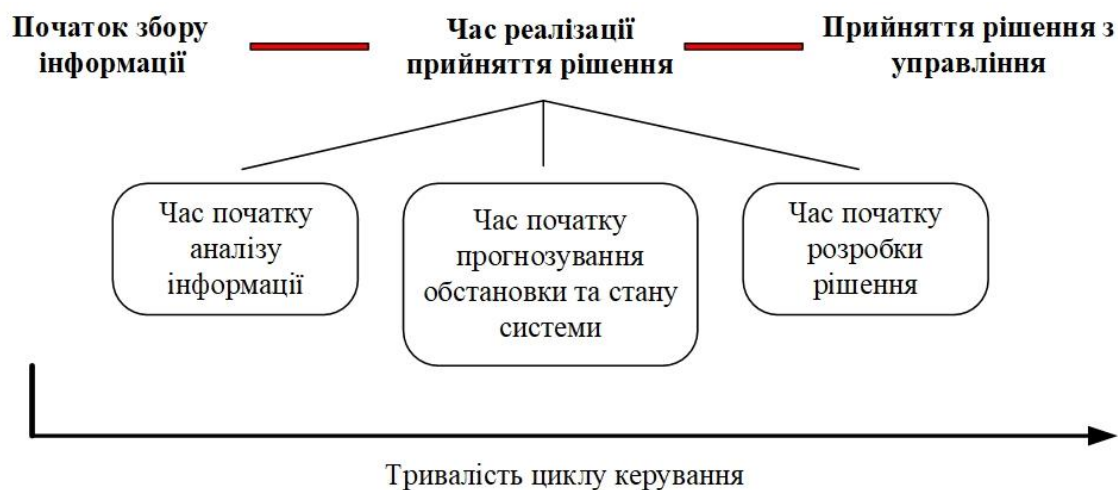 Початок збору
інформації
Час реалізації
прийняття рішення
Прийняття рішення з
управління
Час початку
аналізу
інформації
Час початку
прогнозування
обстановки та стану
системи
Час початку
розробки
рішення
Тривалість циклу керування